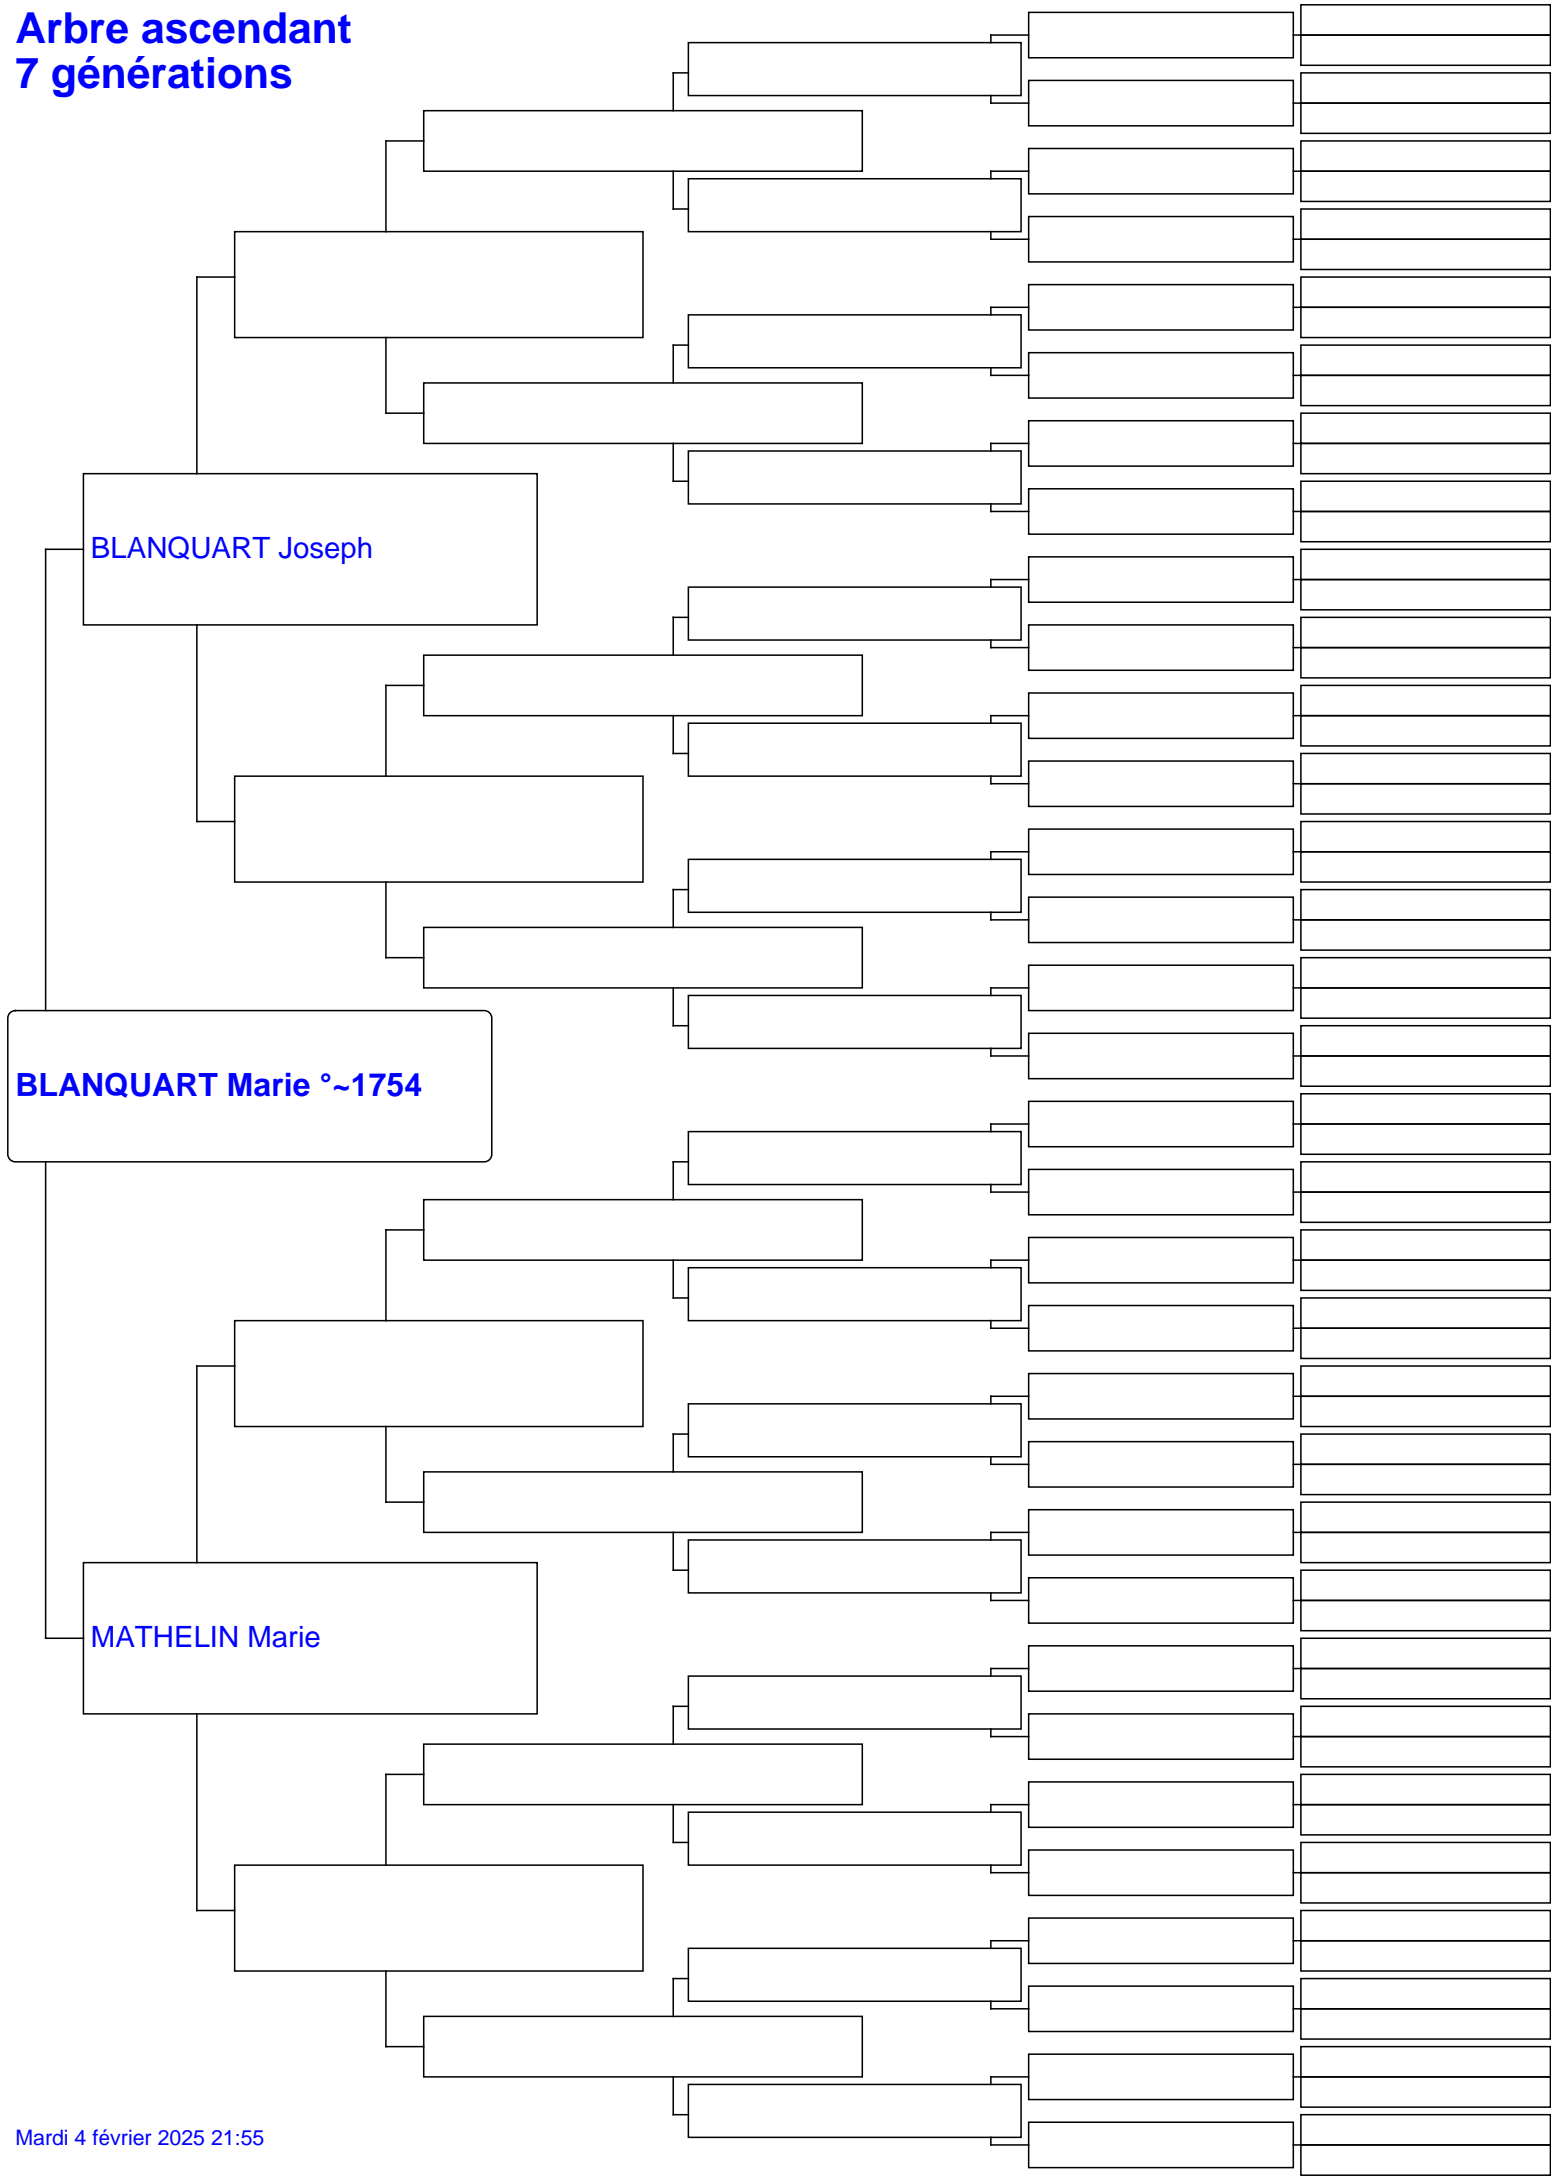 Arbre ascendant
7 générations
BLANQUART Joseph
BLANQUART Marie °~1754
MATHELIN Marie
Mardi 4 février 2025 21:55